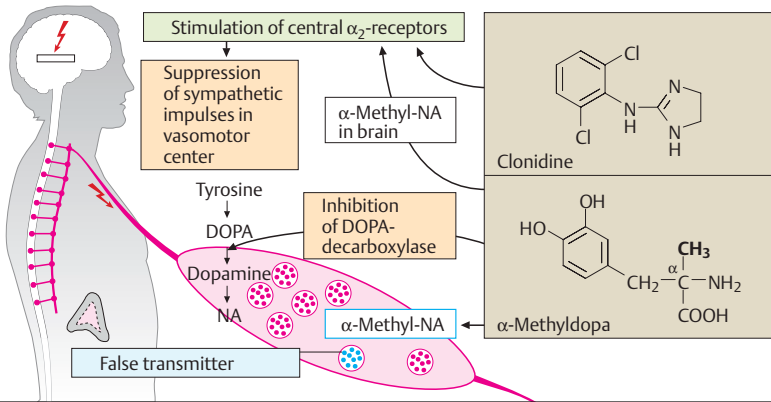 Stimulation of central α₂-receptors
Suppression
of sympathetic
impulses in
vasomotor
center
α-Methyl-NA
in brain
Cl
N
N
H
Cl
N
H
Clonidine
Tyrosine
DOPA
Dopamine
NA
Inhibition
of DOPA-
decarboxylase
OH
HO
CH3
α
CH₂
C
NH₂
COOH
α-Methyl-NA
α-Methyldopa
False transmitter